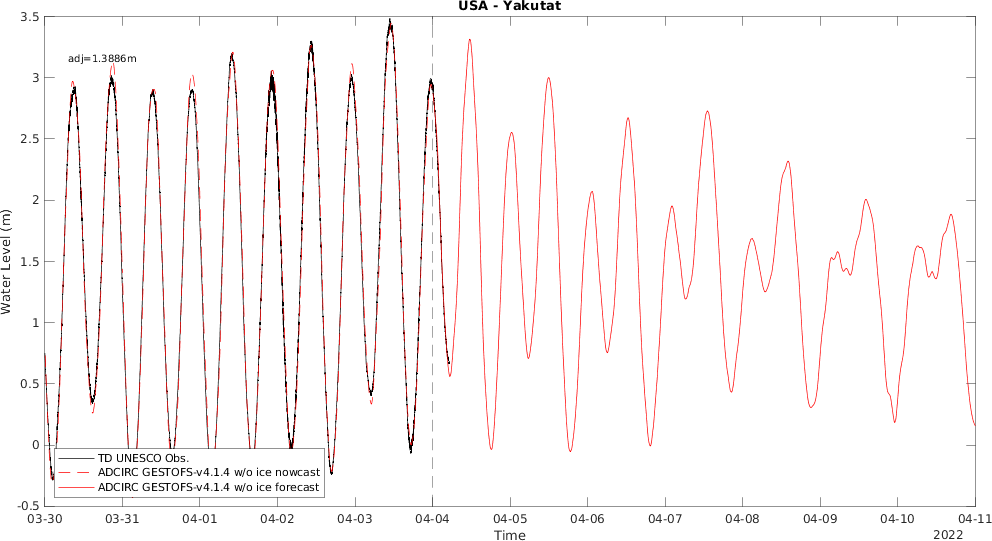 USA - Yakutat
adj=1.3886m
3.5
3
2.5
2
1.5
1
0.5
0
-0.5
Water Level (m)
TD UNESCO Obs.
ADCIRC GESTOFS-v4.1.4 w/o ice nowcast
ADCIRC GESTOFS-v4.1.4 w/o ice forecast
03-30 03-31 04-01 04-02 04-03 04-04 04-05 04-06 04-07 04-08 04-09 04-10 04-11
Time
2022